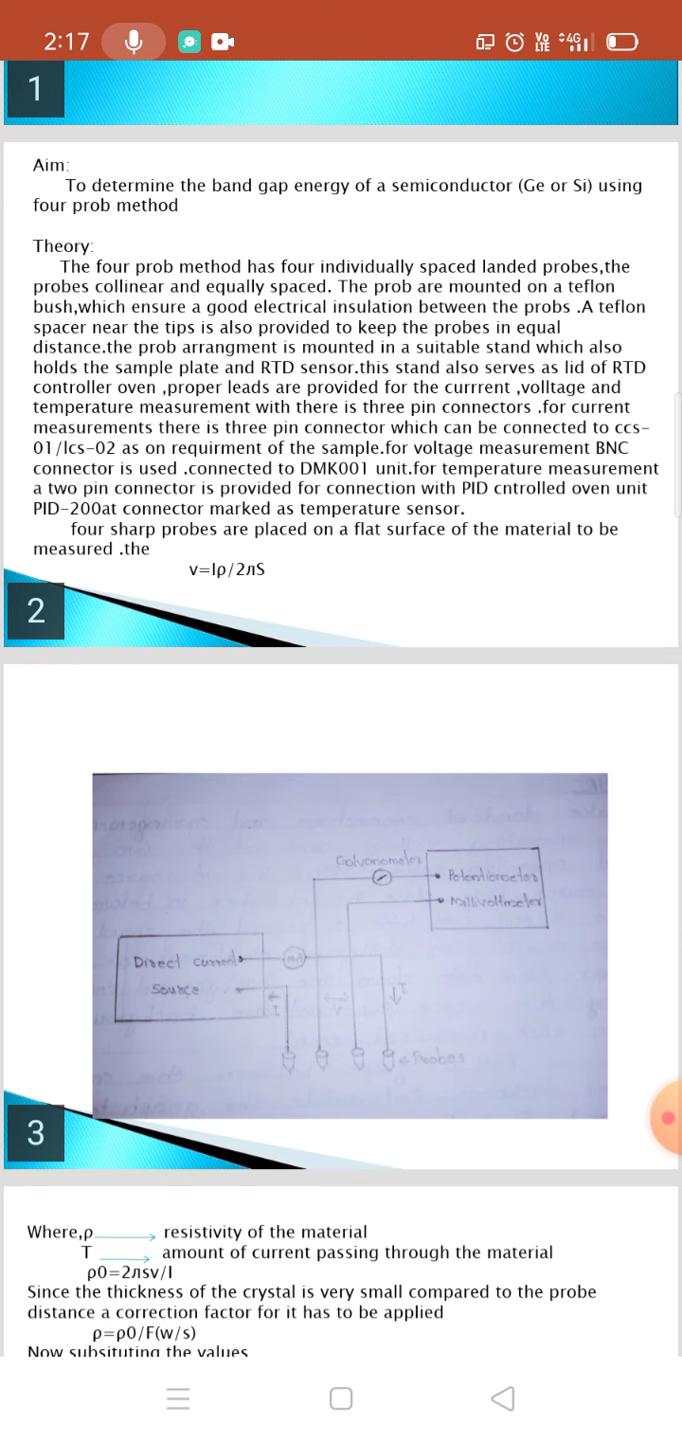 2:17
Vo LTE 4G
1
Aim:
To determine the band gap energy of a semiconductor (Ge or Si) using
four prob method
Theory:
The four prob method has four individually spaced landed probes,the
probes collinear and equally spaced. The prob are mounted on a teflon
bush,which ensure a good electrical insulation between the probs .A teflon
spacer near the tips is also provided to keep the probes in equal
distance.the prob arrangment is mounted in a suitable stand which also
holds the sample plate and RTD sensor.this stand also serves as lid of RTD
controller oven ,proper leads are provided for the currrent ,volltage and
temperature measurement with there is three pin connectors .for current
measurements there is three pin connector which can be connected to ccs-
01/lcs-02 as on requirment of the sample.for voltage measurement BNC
connector is used .connected to DMK001 unit.for temperature measurement
a two pin connector is provided for connection with PID cntrolled oven unit
PID-200at connector marked as temperature sensor.
four sharp probes are placed on a flat surface of the material to be
measured .the
v=Iρ/2лS
2
Galvanometer
Potentiometer
Millivoltmeter
Direct current
Source
mA
I
V
I
Probes
3
Where,ρ resistivity of the material
T amount of current passing through the material
ρ0=2лsv/I
Since the thickness of the crystal is very small compared to the probe
distance a correction factor for it has to be applied
ρ=ρ0/F(w/s)
Now subsituting the values